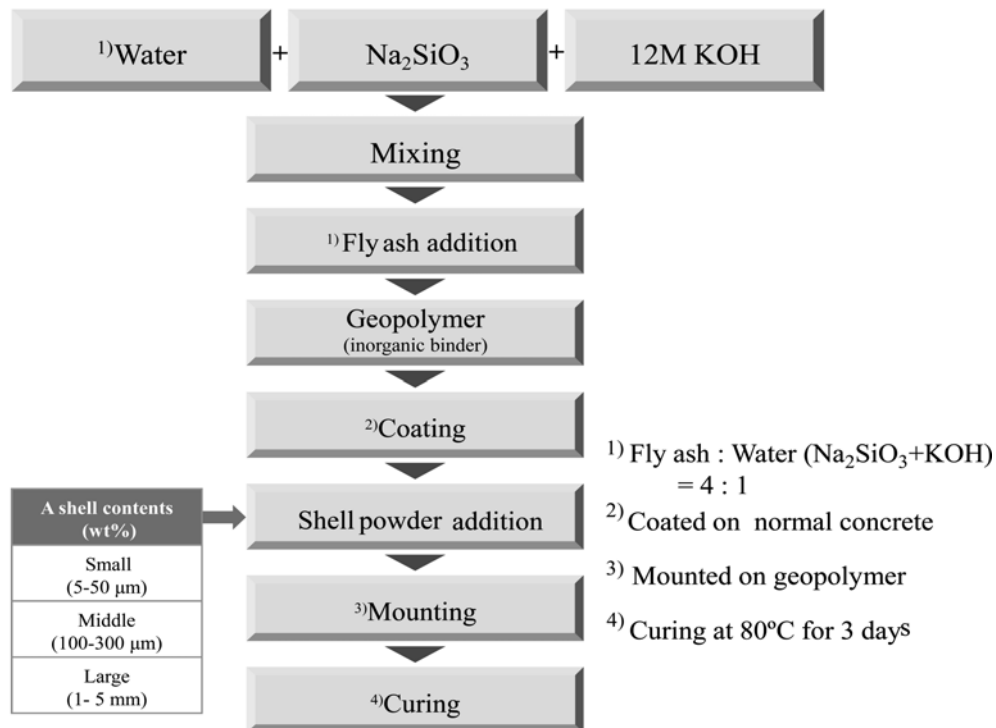 1)Water + Na2SiO3 + 12M KOH
Mixing
1)Fly ash addition
Geopolymer
(inorganic binder)
2)Coating
Shell powder addition
3)Mounting
4)Curing
A shell contents
(wt%)
Small
(5-50 μm)
Middle
(100-300 μm)
Large
(1- 5 mm)
1) Fly ash : Water (Na2SiO3+KOH)
= 4 : 1
2) Coated on normal concrete
3) Mounted on geopolymer
4) Curing at 80ºC for 3 days